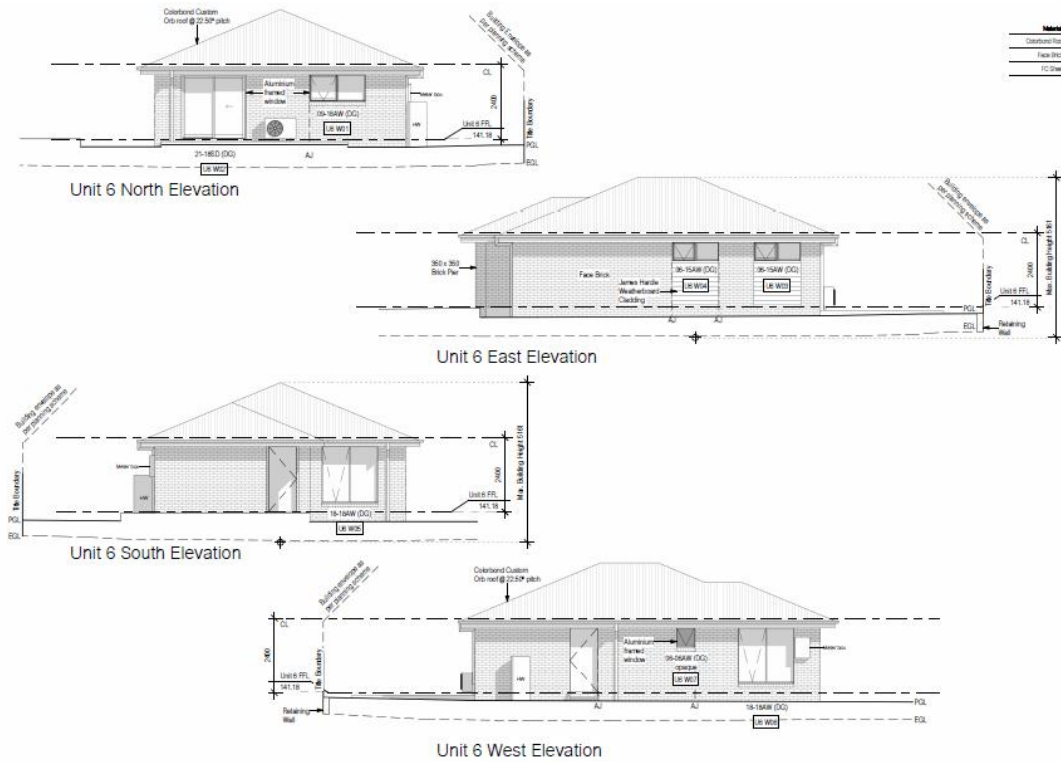 Colorbond Custom
Orb roof @ 22.50° pitch
Building Envelope as
per planning scheme
CL
Aluminium
framed
window
Meter box
2400
09-18AW (DG)
U6 W01
HW
Unit 6 FFL
141.18
Title Boundary
PGL
EGL
21-18SD (DG)
AJ
U6 W02
Unit 6 North Elevation
Face Brick
Building envelope as
per planning scheme
CL
350 x 350
Brick Pier
Face Brick
06-15AW (DG)
06-15AW (DG)
U6 W04
U6 W03
James Hardie
Weatherboard
Cladding
2400
Max. Building Height 5161
Unit 6 FFL
141.18
Title Boundary
PGL
EGL
Retaining
Wall
AJ
AJ
Unit 6 East Elevation
Building envelope as
per planning scheme
CL
Meter box
HW
2400
Max. Building Height 5161
Unit 6 FFL
141.18
Title Boundary
PGL
EGL
18-18AW (DG)
U6 W05
Unit 6 South Elevation
Building envelope as
per planning scheme
Colorbond Custom
Orb roof @ 22.50° pitch
CL
2400
Aluminium
framed
window
Meter box
HW
06-06AW (DG)
opaque
U6 W07
Unit 6 FFL
141.18
Title Boundary
Retaining
Wall
AJ
AJ
18-18AW (DG)
U6 W06
PGL
EGL
Unit 6 West Elevation